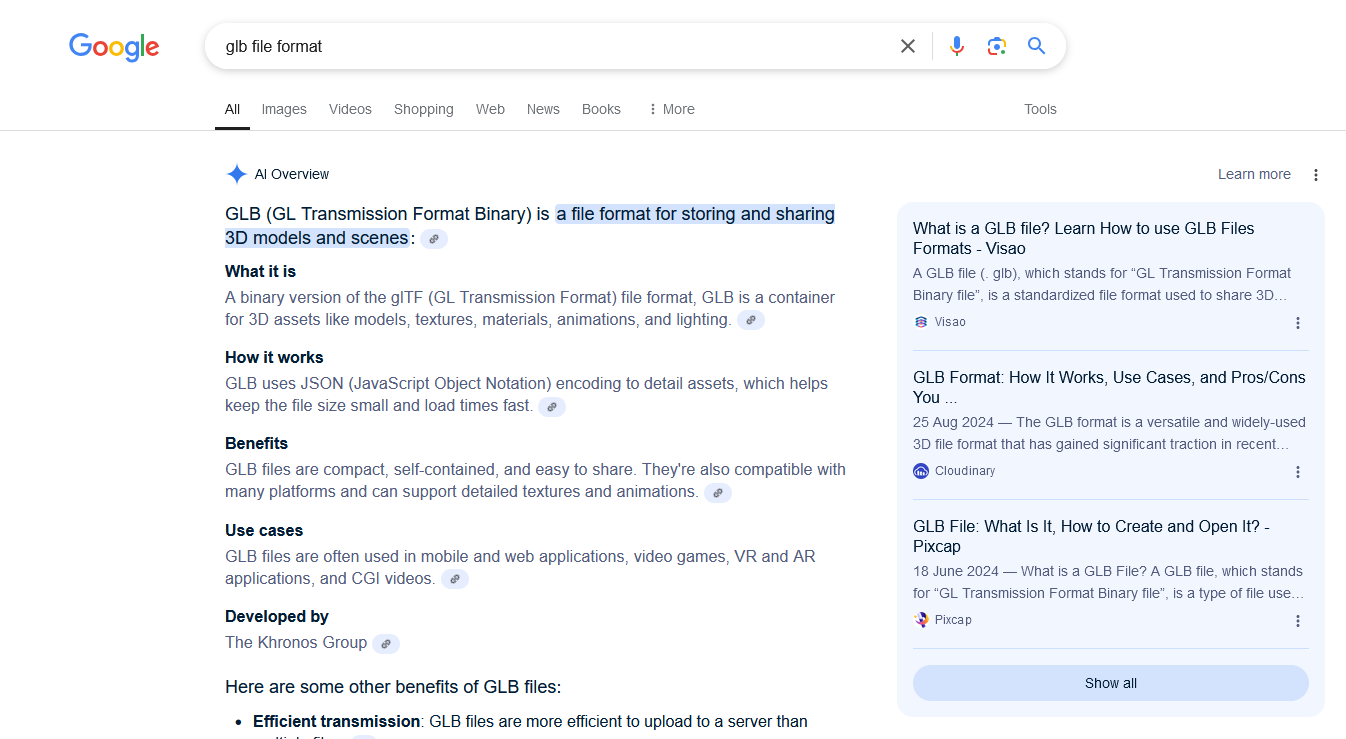 Google
glb file format
All Images Videos Shopping Web News Books More Tools
AI Overview
Learn more
GLB (GL Transmission Format Binary) is a file format for storing and sharing
3D models and scenes:
What it is
A binary version of the glTF (GL Transmission Format) file format, GLB is a container
for 3D assets like models, textures, materials, animations, and lighting.
How it works
GLB uses JSON (JavaScript Object Notation) encoding to detail assets, which helps
keep the file size small and load times fast.
Benefits
GLB files are compact, self-contained, and easy to share. They're also compatible with
many platforms and can support detailed textures and animations.
Use cases
GLB files are often used in mobile and web applications, video games, VR and AR
applications, and CGI videos.
Developed by
The Khronos Group
Here are some other benefits of GLB files:
• Efficient transmission: GLB files are more efficient to upload to a server than
What is a GLB file? Learn How to use GLB Files
Formats - Visao
A GLB file (. glb), which stands for “GL Transmission Format
Binary file”, is a standardized file format used to share 3D…
Visao
GLB Format: How It Works, Use Cases, and Pros/Cons
You ...
25 Aug 2024 — The GLB format is a versatile and widely-used
3D file format that has gained significant traction in recent…
Cloudinary
GLB File: What Is It, How to Create and Open It? -
Pixcap
18 June 2024 — What is a GLB File? A GLB file, which stands
for “GL Transmission Format Binary file”, is a type of file use…
Pixcap
Show all